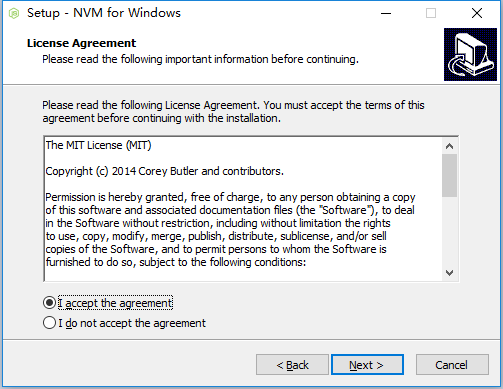 Setup - NVM for Windows
License Agreement
Please read the following important information before continuing.
Please read the following License Agreement. You must accept the terms of this
agreement before continuing with the installation.
The MIT License (MIT)
Copyright (c) 2014 Corey Butler and contributors.
Permission is hereby granted, free of charge, to any person obtaining a copy
of this software and associated documentation files (the "Software"), to deal
in the Software without restriction, including without limitation the rights
to use, copy, modify, merge, publish, distribute, sublicense, and/or sell
copies of the Software, and to permit persons to whom the Software is
furnished to do so, subject to the following conditions:
I accept the agreement
I do not accept the agreement
< Back
Next >
Cancel